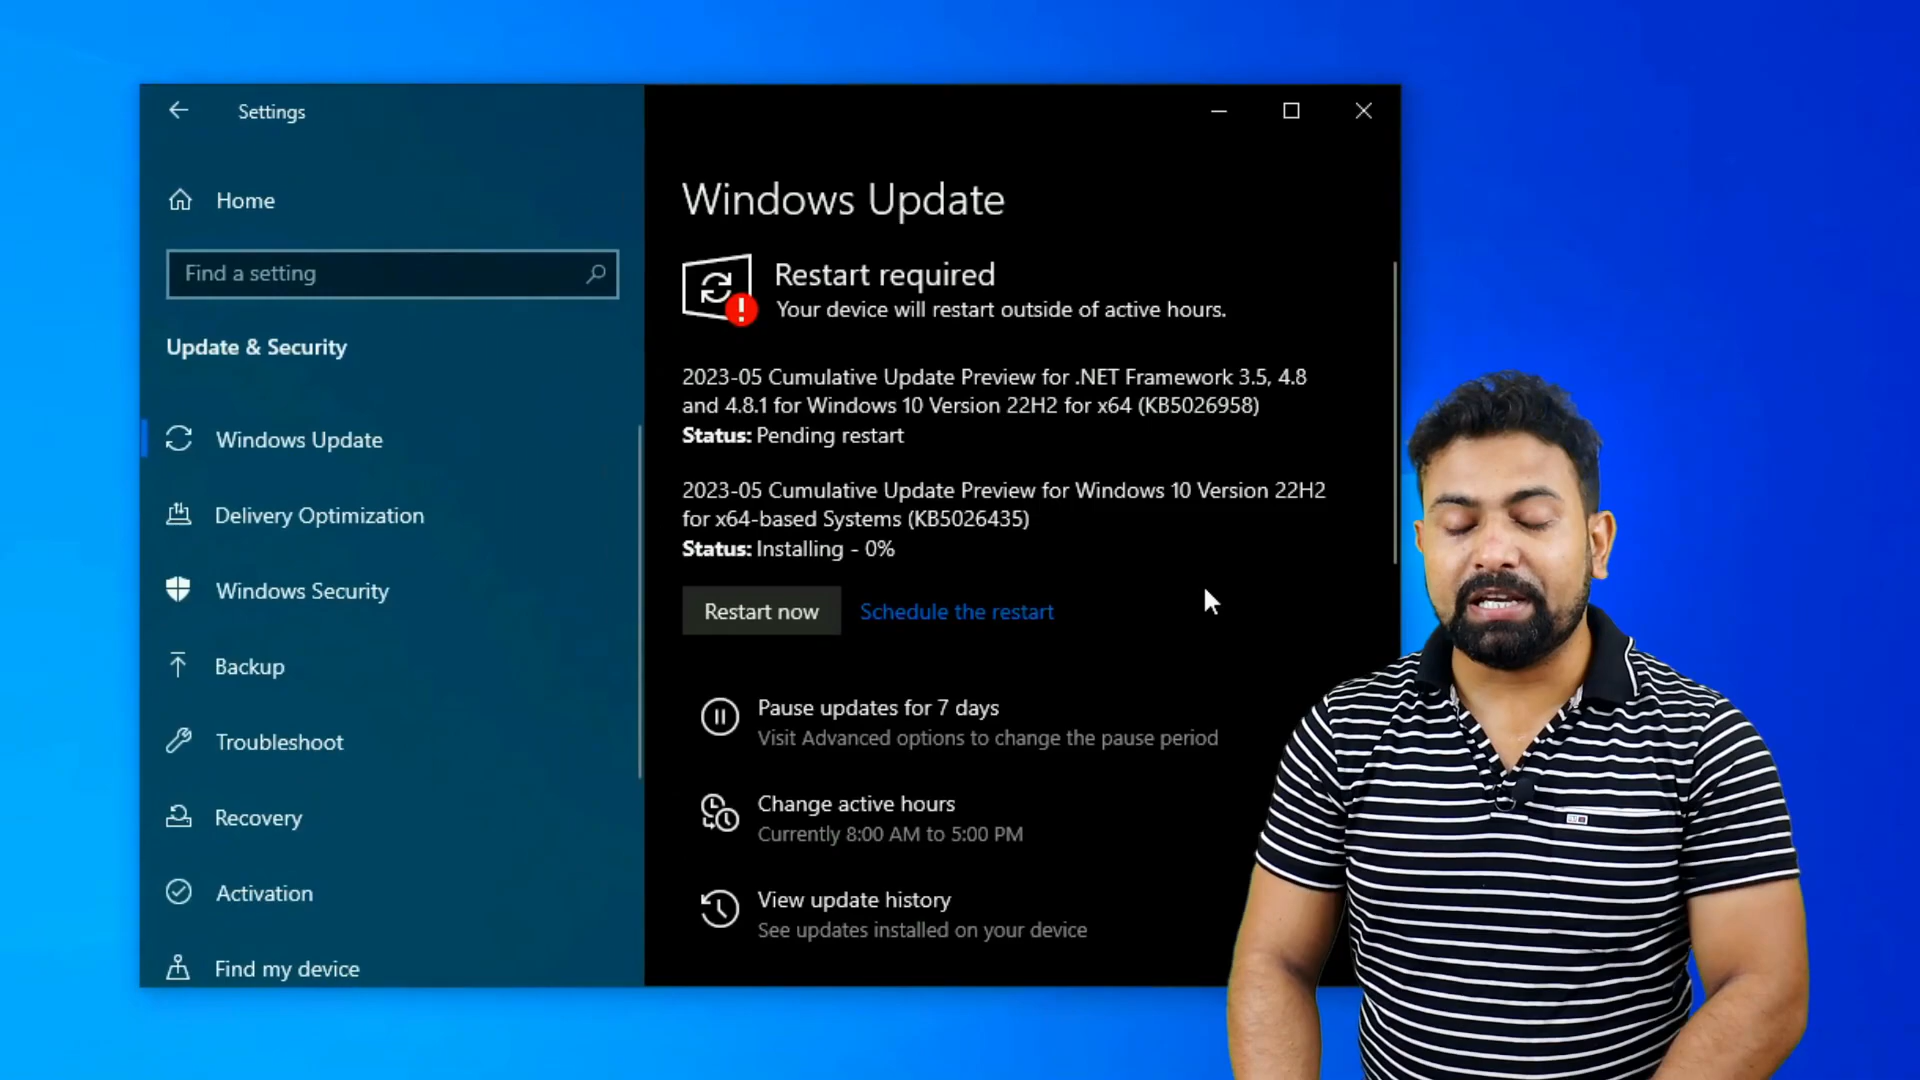 Settings
Home
Find a setting
Update & Security
Windows Update
Delivery Optimization
Windows Security
Backup
Troubleshoot
Recovery
Activation
Find my device
Windows Update
Restart required
Your device will restart outside of active hours.
2023-05 Cumulative Update Preview for .NET Framework 3.5, 4.8
and 4.8.1 for Windows 10 Version 22H2 for x64 (KB5026958)
Status: Pending restart
2023-05 Cumulative Update Preview for Windows 10 Version 22H2
for x64-based Systems (KB5026435)
Status: Installing - 0%
Restart now
Schedule the restart
Pause updates for 7 days
Visit Advanced options to change the pause period
Change active hours
Currently 8:00 AM to 5:00 PM
View update history
See updates installed on your device